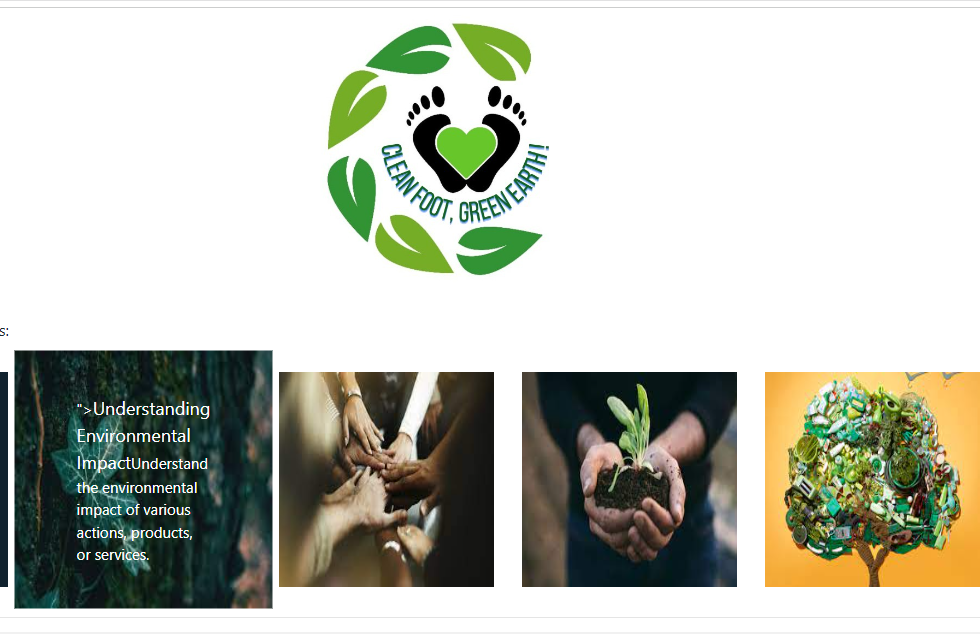 CLEAN FOOT, GREEN EARTH!
s:
">Understanding
Environmental
ImpactUnderstand
the environmental
impact of various
actions, products,
or services.